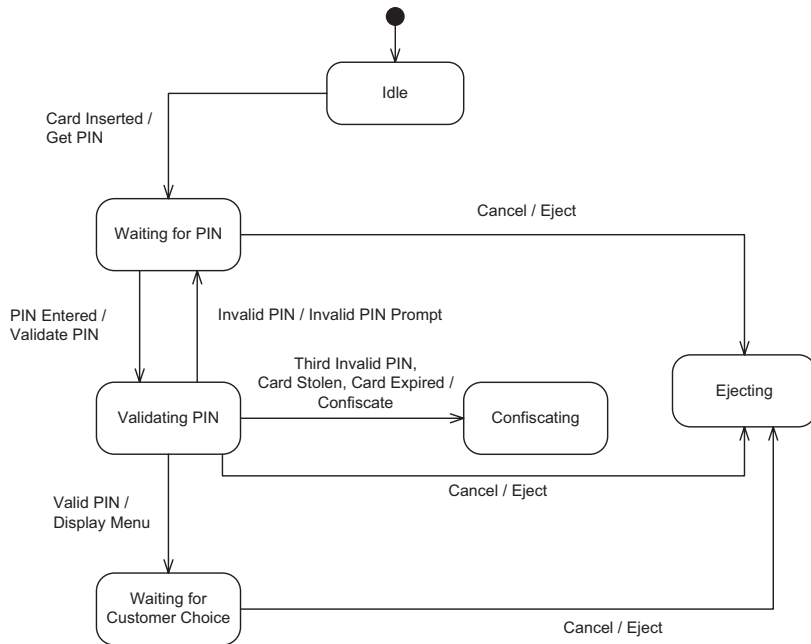 Idle
Card Inserted /
Get PIN
Waiting for PIN
Cancel / Eject
PIN Entered /
Validate PIN
Invalid PIN / Invalid PIN Prompt
Third Invalid PIN,
Card Stolen, Card Expired /
Confiscate
Ejecting
Validating PIN
Confiscating
Cancel / Eject
Valid PIN /
Display Menu
Waiting for
Customer Choice
Cancel / Eject